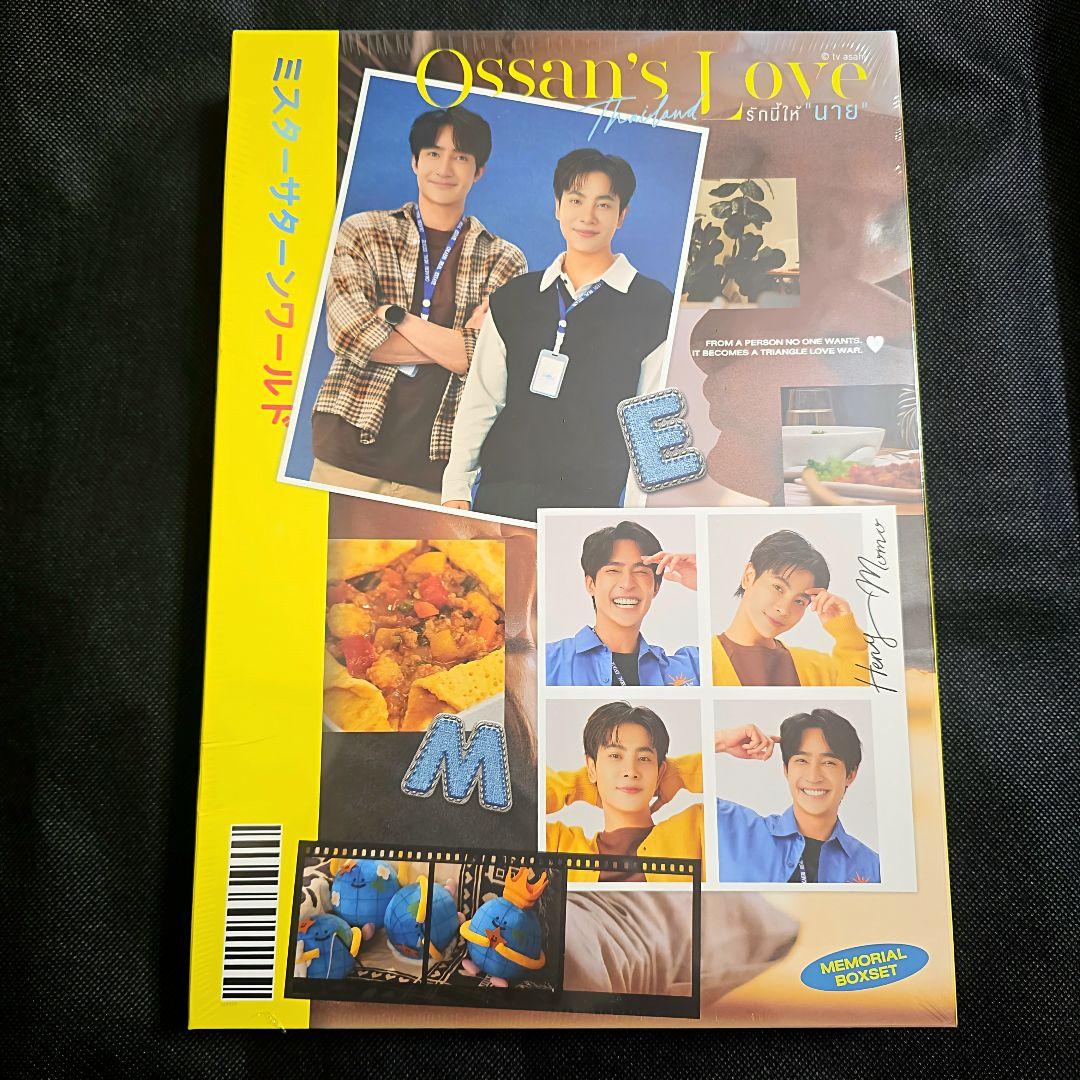 ミスターサターンワールド
Ossan's Love
© tv asahi
Thailand
รักนี้ให้ "นาย"
FROM A PERSON NO ONE WANTS.
IT BECOMES A TRIANGLE LOVE WAR.
E
Heng Momo
M
MEMORIAL
BOXSET